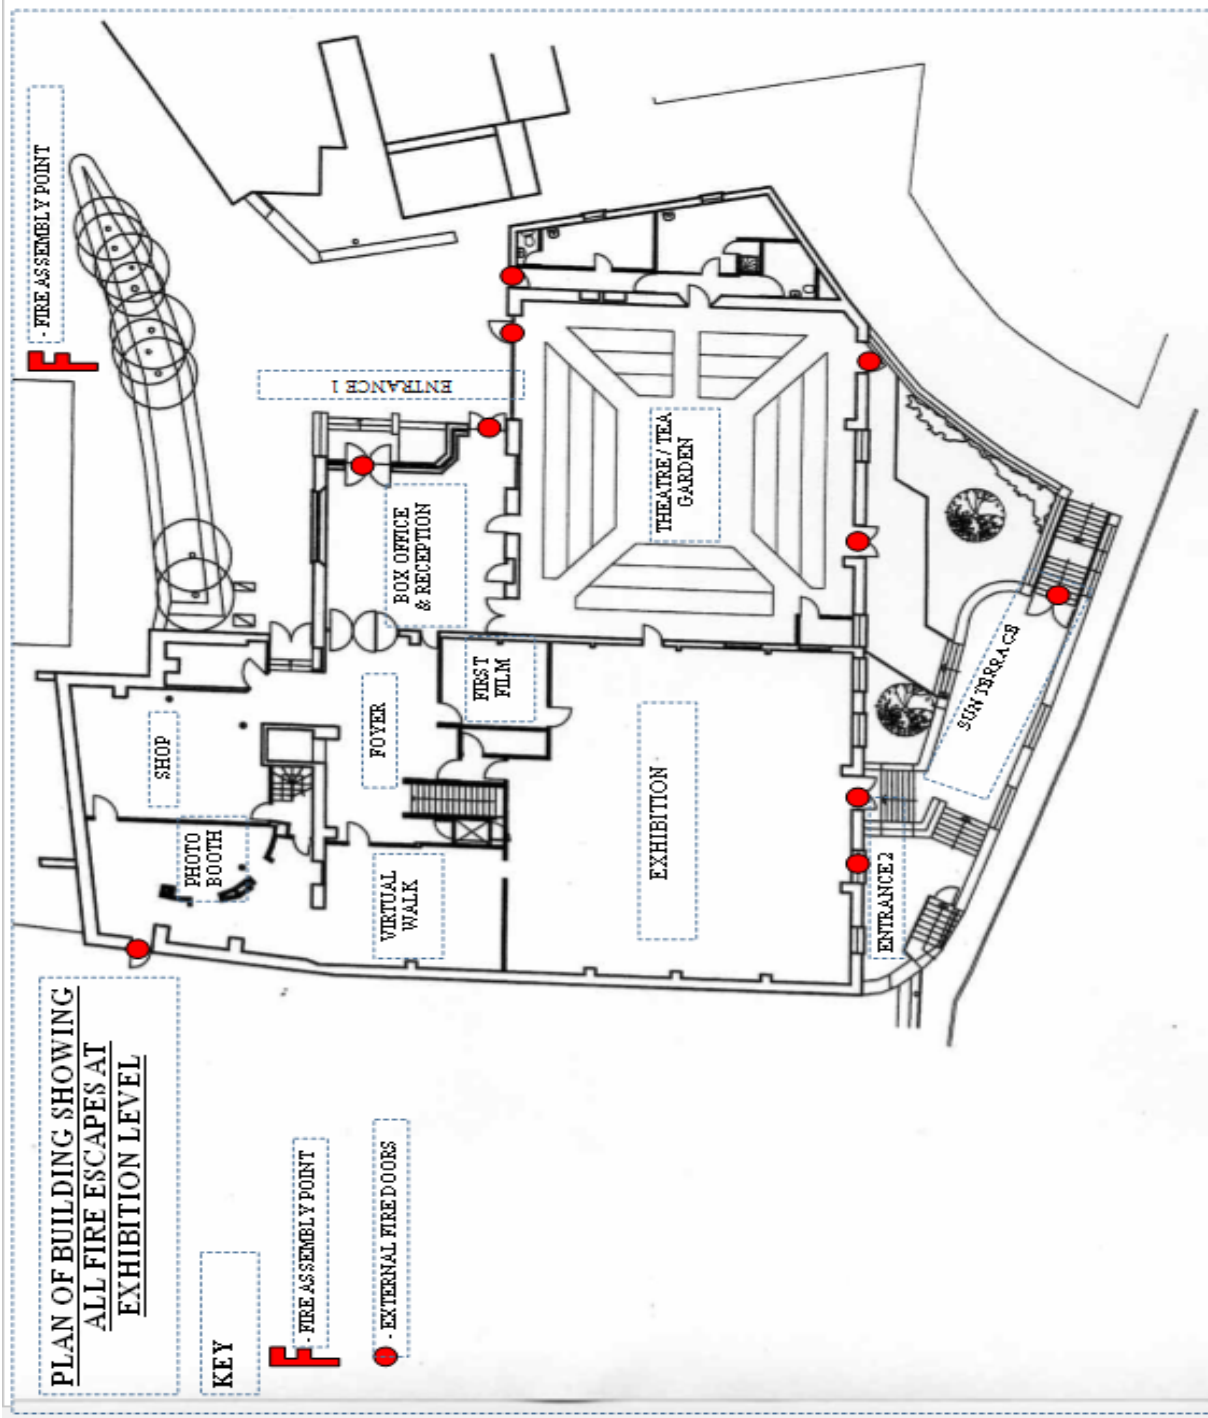 PLAN OF BUILDING SHOWING
ALL FIRE ESCAPES AT
EXHIBITION LEVEL
KEY
F - FIRE ASSEMBLY POINT
- EXTERNAL FIRE DOORS
F - FIRE ASSEMBLY POINT
PHOTO
BOOTH
SHOP
VIRTUAL
WALK
FOYER
BOX OFFICE
& RECEPTION
ENTRANCE 1
FIRST
FILM
EXHIBITION
THEATRE / TEA
GARDEN
ENTRANCE 2
SUN TERRACE